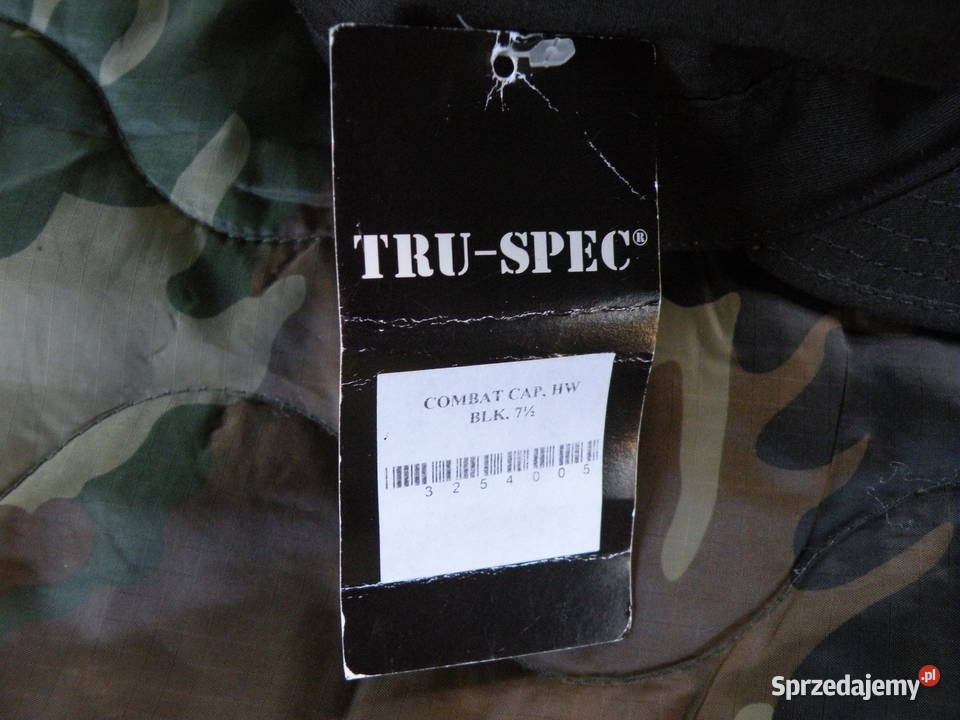 TRU-SPEC®
COMBAT CAP, HW
BLK. 7½
3254005
Sprzedajemy.pl